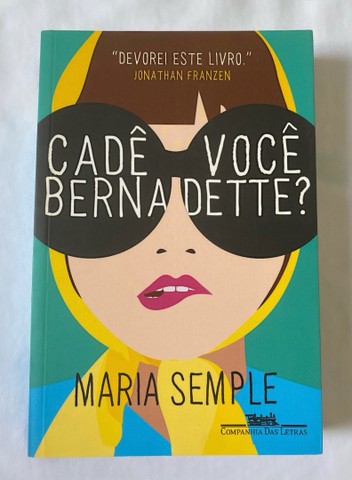 “DEVOREI ESTE LIVRO.”
JONATHAN FRANZEN
CADÊ VOCÊ
BERNADETTE?
MARIA SEMPLE
COMPANHIA DAS LETRAS